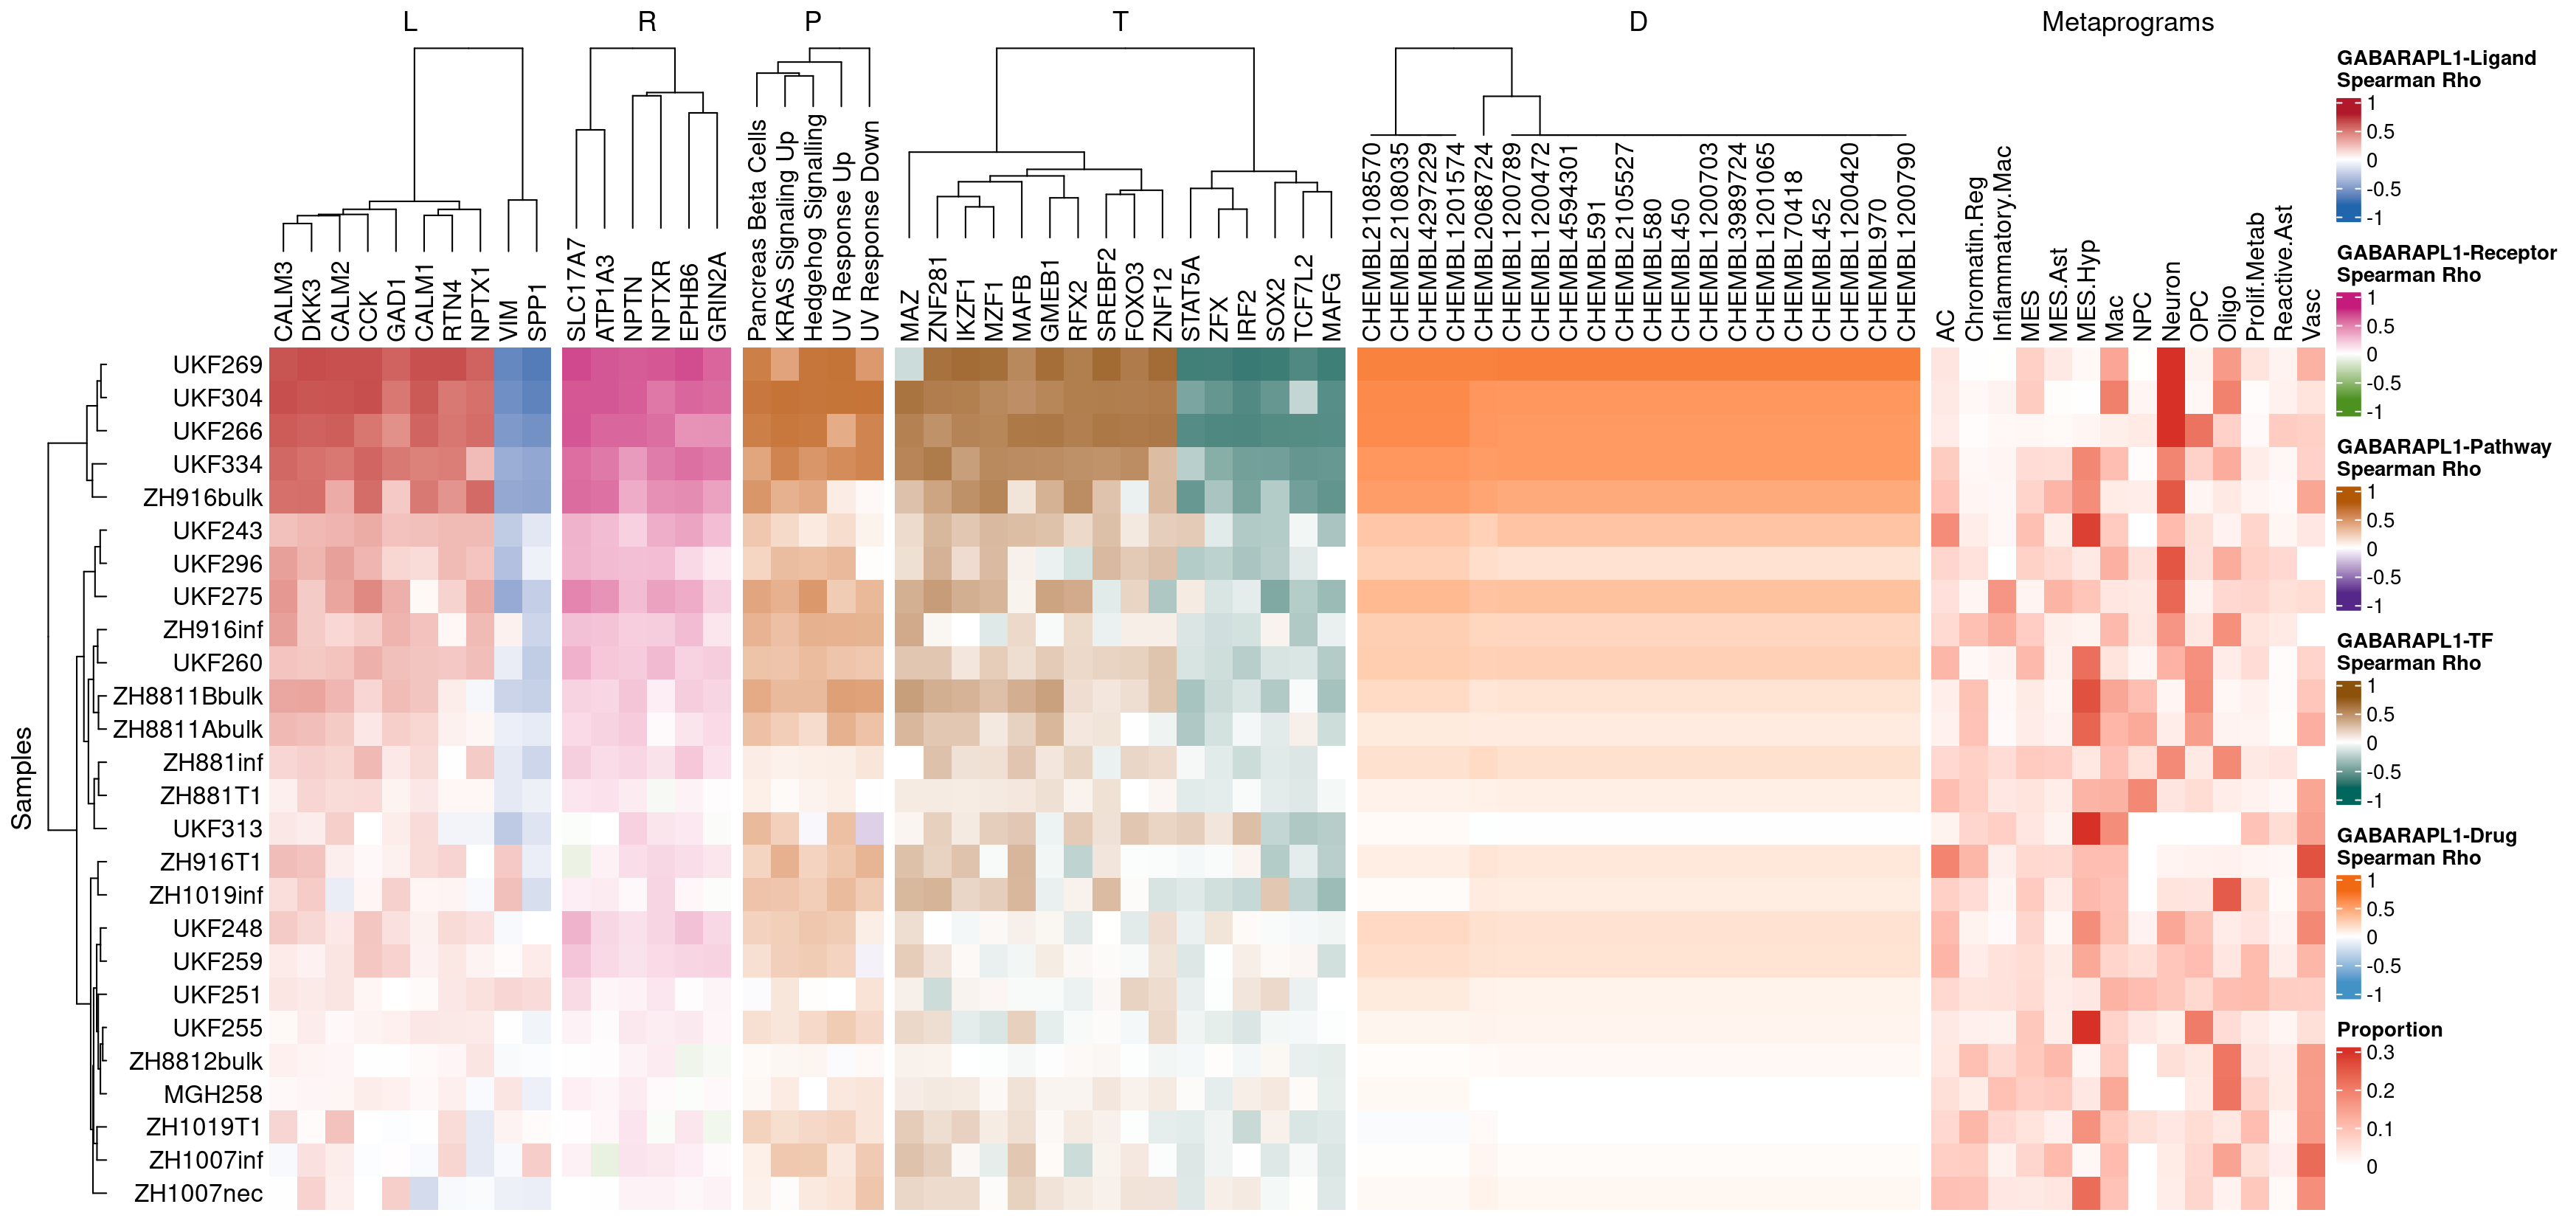 L R P T D Metaprograms
CALM3
DKK3
CALM2
CCK
GAD1
CALM1
RTN4
NPTX1
VIM
SPP1
SLC17A7
ATP1A3
NPTN
NPTXR
EPHB6
GRIN2A
Pancreas Beta Cells
KRAS Signaling Up
Hedgehog Signalling
UV Response Up
UV Response Down
MAZ
ZNF281
IKZF1
MZF1
MAFB
GMEB1
RFX2
SREBF2
FOXO3
ZNF12
STAT5A
ZFX
IRF2
SOX2
TCF7L2
MAFG
CHEMBL2108570
CHEMBL2108035
CHEMBL4297229
CHEMBL1201574
CHEMBL2068724
CHEMBL1200789
CHEMBL1200472
CHEMBL4594301
CHEMBL591
CHEMBL2105527
CHEMBL580
CHEMBL450
CHEMBL1200703
CHEMBL3989724
CHEMBL1201065
CHEMBL70418
CHEMBL452
CHEMBL1200420
CHEMBL970
CHEMBL1200790
AC
Chromatin.Reg
Inflammatory.Mac
MES
MES.Ast
MES.Hyp
Mac
NPC
Neuron
OPC
Oligo
Prolif.Metab
Reactive.Ast
Vasc
Samples
UKF269
UKF304
UKF266
UKF334
ZH916bulk
UKF243
UKF296
UKF275
ZH916inf
UKF260
ZH8811Bbulk
ZH8811Abulk
ZH881inf
ZH881T1
UKF313
ZH916T1
ZH1019inf
UKF248
UKF259
UKF251
UKF255
ZH8812bulk
MGH258
ZH1019T1
ZH1007inf
ZH1007nec
GABARAPL1-Ligand
Spearman Rho
1
0.5
0
-0.5
-1
GABARAPL1-Receptor
Spearman Rho
1
0.5
0
-0.5
-1
GABARAPL1-Pathway
Spearman Rho
1
0.5
0
-0.5
-1
GABARAPL1-TF
Spearman Rho
1
0.5
0
-0.5
-1
GABARAPL1-Drug
Spearman Rho
1
0.5
0
-0.5
-1
Proportion
0.3
0.2
0.1
0